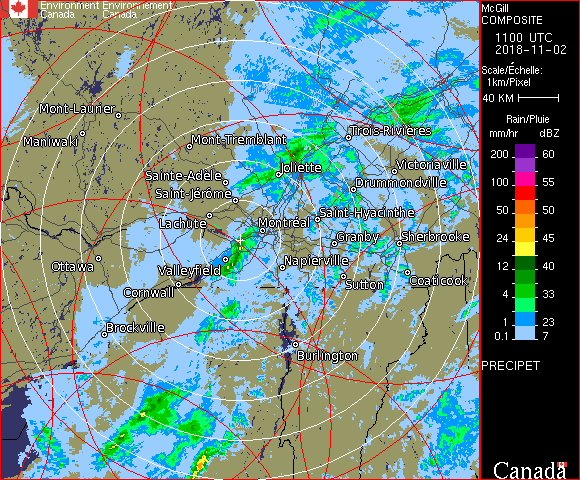 Environment Environnement
Canada Canada
McGill
COMPOSITE
1100 UTC
2018-11-02
Scale/Échelle:
1km/Pixel
40 KM
Rain/Pluie
mm/hr dBZ
200 60
100 55
50 50
24 45
12 40
4 33
1 23
0.1 7
PRECIPET
Mont-Laurier
Maniwaki
Mont-Tremblant
Trois-Rivières
Sainte-Adèle
Joliette
Victoriaville
Saint-Jérôme
Drummondville
Lachute
Saint-Hyacinthe
Montréal
Granby
Sherbrooke
Ottawa
Valleyfield
Napierville
Cornwall
Sutton
Coaticook
Brockville
Burlington
Canada